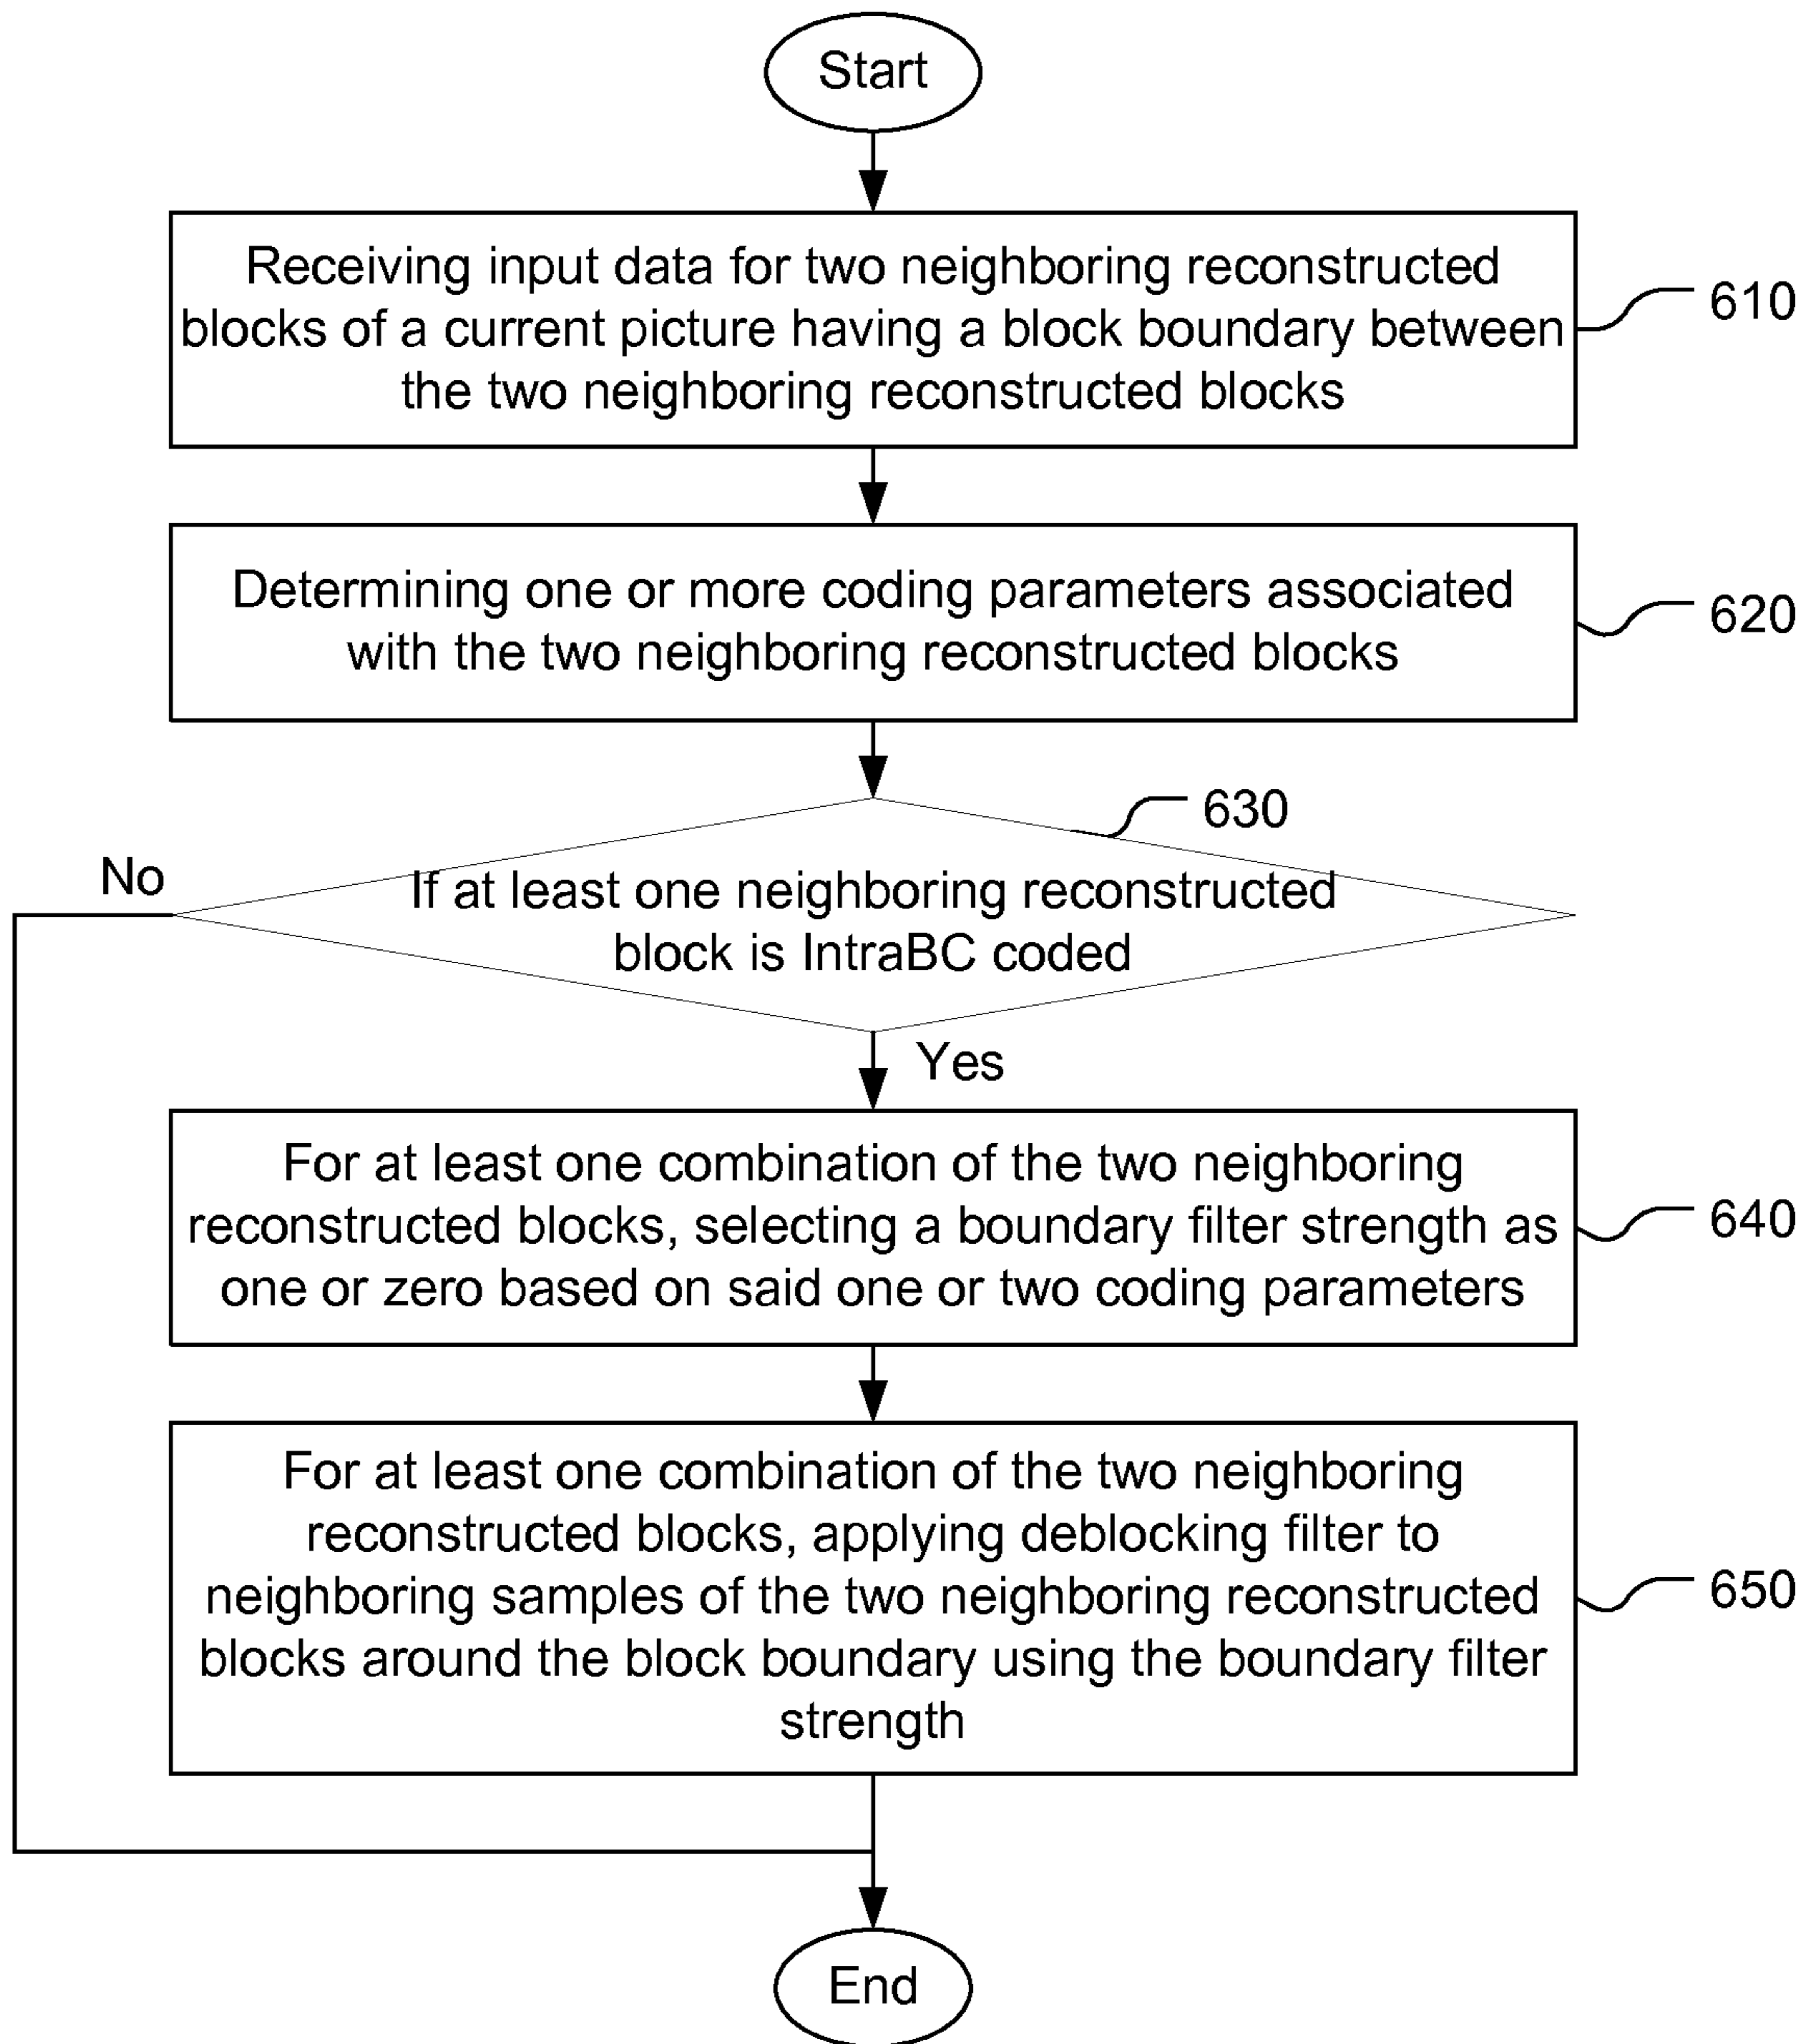 Start
Receiving input data for two neighboring reconstructed
blocks of a current picture having a block boundary between
the two neighboring reconstructed blocks
610
Determining one or more coding parameters associated
with the two neighboring reconstructed blocks
620
630
No
If at least one neighboring reconstructed
block is IntraBC coded
Yes
For at least one combination of the two neighboring
reconstructed blocks, selecting a boundary filter strength as
one or zero based on said one or two coding parameters
640
For at least one combination of the two neighboring
reconstructed blocks, applying deblocking filter to
neighboring samples of the two neighboring reconstructed
blocks around the block boundary using the boundary filter
strength
650
End